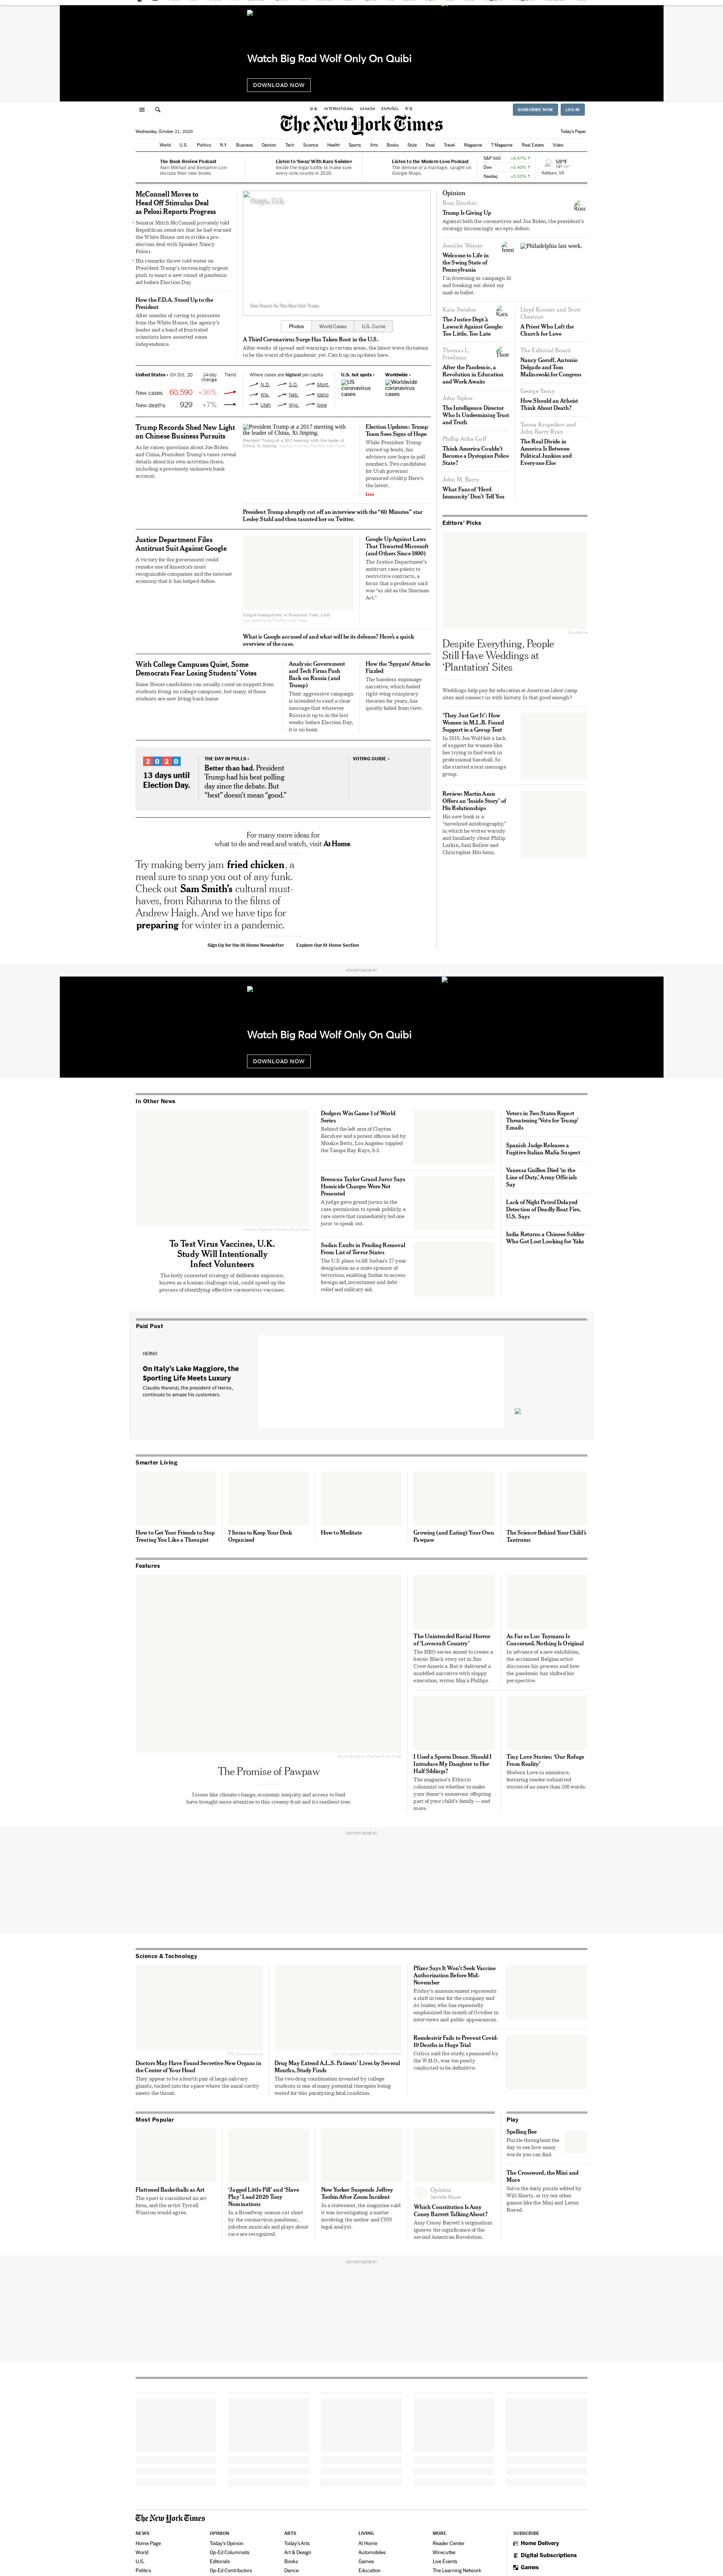 Watch Big Rad Wolf Only On Quibi
DOWNLOAD NOW
U.S. INTERNATIONAL CANADA ESPAÑOL 中文
SUBSCRIBE NOW
LOG IN
The New York Times
Wednesday, October 21, 2020
Today's Paper
World U.S. Politics N.Y. Business Opinion Tech Science Health Sports Arts Books Style Food Travel Magazine T Magazine Real Estate Video
The Book Review Podcast
Alan Mikhail and Benjamin Lorr discuss their new books.
Listen to 'Sway' With Kara Swisher
Inside the legal battle to make sure every vote counts in 2020.
Listen to the Modern Love Podcast
The demise of a marriage, caught on Google Maps.
S&P 500 +0.47% ↑
Dow +0.40% ↑
Nasdaq +0.33% ↑
59°F
Ashburn, VA
McConnell Moves to Head Off Stimulus Deal as Pelosi Reports Progress
Senator Mitch McConnell privately told Republican senators that he had warned the White House not to strike a pre-election deal with Speaker Nancy Pelosi.
His remarks threw cold water on President Trump's increasingly urgent push to enact a new round of pandemic aid before Election Day.
How the F.D.A. Stood Up to the President
After months of caving to pressures from the White House, the agency's leader and a band of frustrated scientists have asserted some independence.
Fargo, N.D.
Photos
World Cases
U.S. Curve
A Third Coronavirus Surge Has Taken Root in the U.S.
After weeks of spread and warnings in certain areas, the latest virus threatens to be the worst of the pandemic yet. Catch up on updates here.
United States › On Oct. 20 14-day change Trend
New cases 60,590 +36%
New deaths 929 +7%
Where cases are highest per capita
N.D. S.D. Mont.
Wis. Neb. Idaho
Utah Wyo. Iowa
U.S. hot spots ›
US coronavirus cases
Worldwide ›
Worldwide coronavirus cases
Trump Records Shed New Light on Chinese Business Pursuits
As he raises questions about Joe Biden and China, President Trump's taxes reveal details about his own activities there, including a previously unknown bank account.
President Trump at a 2017 meeting with the leader of China, Xi Jinping.
President Trump at a 2017 meeting with the leader of China, Xi Jinping.
Election Updates: Trump Team Sees Signs of Hope
While President Trump stirred up feuds, his advisers saw new hope in poll numbers. Two candidates for Utah governor promoted civility. Here's the latest.
Live
President Trump abruptly cut off an interview with the "60 Minutes" star Lesley Stahl and then taunted her on Twitter.
Justice Department Files Antitrust Suit Against Google
A victory for the government could remake one of America's most recognizable companies and the internet economy that it has helped define.
Google headquarters in Mountain View, Calif.
Google Up Against Laws That Thwarted Microsoft (and Others Since 1890)
The Justice Department's antitrust case points to restrictive contracts, a focus that a professor said was "as old as the Sherman Act."
What is Google accused of and what will be its defense? Here's a quick overview of the case.
With College Campuses Quiet, Some Democrats Fear Losing Students' Votes
Some House candidates can usually count on support from students living on college campuses, but many of those students are now living back home.
Analysis: Government and Tech Firms Push Back on Russia (and Trump)
Their aggressive campaign is intended to send a clear message that whatever Russia is up to in the last weeks before Election Day, it is no hoax.
How the 'Spygate' Attacks Fizzled
The baseless espionage narrative, which fueled right-wing conspiracy theories for years, has quietly faded from view.
2020
13 days until Election Day.
THE DAY IN POLLS ›
Better than bad. President Trump had his best polling day since the debate. But "best" doesn't mean "good."
VOTING GUIDE ›
For many more ideas for
what to do and read and watch, visit At Home.
Try making berry jam fried chicken, a meal sure to snap you out of any funk. Check out Sam Smith's cultural must-haves, from Rihanna to the films of Andrew Haigh. And we have tips for preparing for winter in a pandemic.
Sign Up for the At Home Newsletter
Explore Our At Home Section
Opinion
Ross Douthat
Trump Is Giving Up
Against both the coronavirus and Joe Biden, the president's strategy increasingly accepts defeat.
Jennifer Weiner
Welcome to Life in the Swing State of Pennsylvania
I'm drowning in campaign lit and freaking out about my mail-in ballot.
Philadelphia last week.
Kara Swisher
The Justice Dept.'s Lawsuit Against Google: Too Little, Too Late
Lloyd Kramer and Scott Chestnut
A Priest Who Left the Church for Love
Thomas L. Friedman
After the Pandemic, a Revolution in Education and Work Awaits
The Editorial Board
Nancy Goroff, Antonio Delgado and Tom Malinowski for Congress
John Sipher
The Intelligence Director Who Is Undermining Trust and Truth
George Yancy
How Should an Atheist Think About Death?
Phillip Atiba Goff
Think America Couldn't Become a Dystopian Police State?
Yanna Krupnikov and John Barry Ryan
The Real Divide in America Is Between Political Junkies and Everyone Else
John M. Barry
What Fans of 'Herd Immunity' Don't Tell You
Editors' Picks
Despite Everything, People Still Have Weddings at 'Plantation' Sites
Weddings help pay for education at American labor camp sites and connect us with history. Is that good enough?
'They Just Get It': How Women in M.L.B. Found Support in a Group Text
In 2019, Jen Wolf felt a lack of support for women like her trying to find work in professional baseball. So she started a text message group.
Review: Martin Amis Offers an 'Inside Story' of His Relationships
His new book is a "novelized autobiography," in which he writes warmly and familiarly about Philip Larkin, Saul Bellow and Christopher Hitchens.
ADVERTISEMENT
Watch Big Rad Wolf Only On Quibi
DOWNLOAD NOW
In Other News
To Test Virus Vaccines, U.K. Study Will Intentionally Infect Volunteers
The hotly contested strategy of deliberate exposure, known as a human challenge trial, could speed up the process of identifying effective coronavirus vaccines.
Dodgers Win Game 1 of World Series
Behind the left arm of Clayton Kershaw and a potent offense led by Mookie Betts, Los Angeles toppled the Tampa Bay Rays, 8-3.
Breonna Taylor Grand Juror Says Homicide Charges Were Not Presented
A judge gave grand jurors in the case permission to speak publicly, a rare move that immediately led one juror to speak out.
Sudan Exults in Pending Removal From List of Terror States
The U.S. plans to lift Sudan's 27-year designation as a state sponsor of terrorism, enabling Sudan to access foreign aid, investment and debt relief and military aid.
Voters in Two States Report Threatening 'Vote for Trump' Emails
Spanish Judge Releases a Fugitive Italian Mafia Suspect
Vanessa Guillen Died 'in the Line of Duty,' Army Officials Say
Lack of Night Patrol Delayed Detection of Deadly Boat Fire, U.S. Says
India Returns a Chinese Soldier Who Got Lost Looking for Yaks
Paid Post
HERNO
On Italy's Lake Maggiore, the Sporting Life Meets Luxury
Claudio Marenzi, the president of Herno, continues to amaze his customers.
Smarter Living
How to Get Your Friends to Stop Treating You Like a Therapist
7 Items to Keep Your Desk Organized
How to Meditate
Growing (and Eating) Your Own Pawpaw
The Science Behind Your Child's Tantrums
Features
The Promise of Pawpaw
Issues like climate change, economic inequity and access to food have brought more attention to this creamy fruit and its resilient tree.
The Unintended Racial Horror of 'Lovecraft Country'
The HBO series aimed to create a heroic Black story set in Jim Crow America. But it delivered a muddled narrative with sloppy execution, writes Maya Phillips.
As Far as Luc Tuymans Is Concerned, Nothing Is Original
In advance of a new exhibition, the acclaimed Belgian artist discusses his process and how the pandemic has shifted his perspective.
I Used a Sperm Donor. Should I Introduce My Daughter to Her Half Siblings?
The magazine's Ethicist columnist on whether to make your donor's numerous offspring part of your child's family — and more.
Tiny Love Stories: 'Our Refuge From Reality'
Modern Love in miniature, featuring reader-submitted stories of no more than 100 words.
ADVERTISEMENT
Science & Technology
Doctors May Have Found Secretive New Organs in the Center of Your Head
They appear to be a fourth pair of large salivary glands, tucked into the space where the nasal cavity meets the throat.
Drug May Extend A.L.S. Patients' Lives by Several Months, Study Finds
The two-drug combination invented by college students is one of many potential therapies being tested for this paralyzing fatal condition.
Pfizer Says It Won't Seek Vaccine Authorization Before Mid-November
Friday's announcement represents a shift in tone for the company and its leader, who has repeatedly emphasized the month of October in interviews and public appearances.
Remdesivir Fails to Prevent Covid-19 Deaths in Huge Trial
Critics said the study, sponsored by the W.H.O., was too poorly conducted to be definitive.
Most Popular
Flattened Basketballs as Art
The sport is considered an art form, and the artist Tyrrell Winston would agree.
'Jagged Little Pill' and 'Slave Play' Lead 2020 Tony Nominations
In a Broadway season cut short by the coronavirus pandemic, jukebox musicals and plays about race are recognized.
New Yorker Suspends Jeffrey Toobin After Zoom Incident
In a statement, the magazine said it was investigating a matter involving the author and CNN legal analyst.
Opinion
Jamelle Bouie
Which Constitution Is Amy Coney Barrett Talking About?
Amy Coney Barrett's originalism ignores the significance of the second American Revolution.
Play
Spelling Bee
Puzzle throughout the day to see how many words you can find.
The Crossword, the Mini and More
Solve the daily puzzle edited by Will Shortz, or try out other games like the Mini and Letter Boxed.
ADVERTISEMENT
The New York Times
NEWS
Home Page
World
U.S.
Politics
OPINION
Today's Opinion
Op-Ed Columnists
Editorials
Op-Ed Contributors
ARTS
Today's Arts
Art & Design
Books
Dance
LIVING
At Home
Automobiles
Games
Education
MORE
Reader Center
Wirecutter
Live Events
The Learning Network
SUBSCRIBE
Home Delivery
Digital Subscriptions
Games